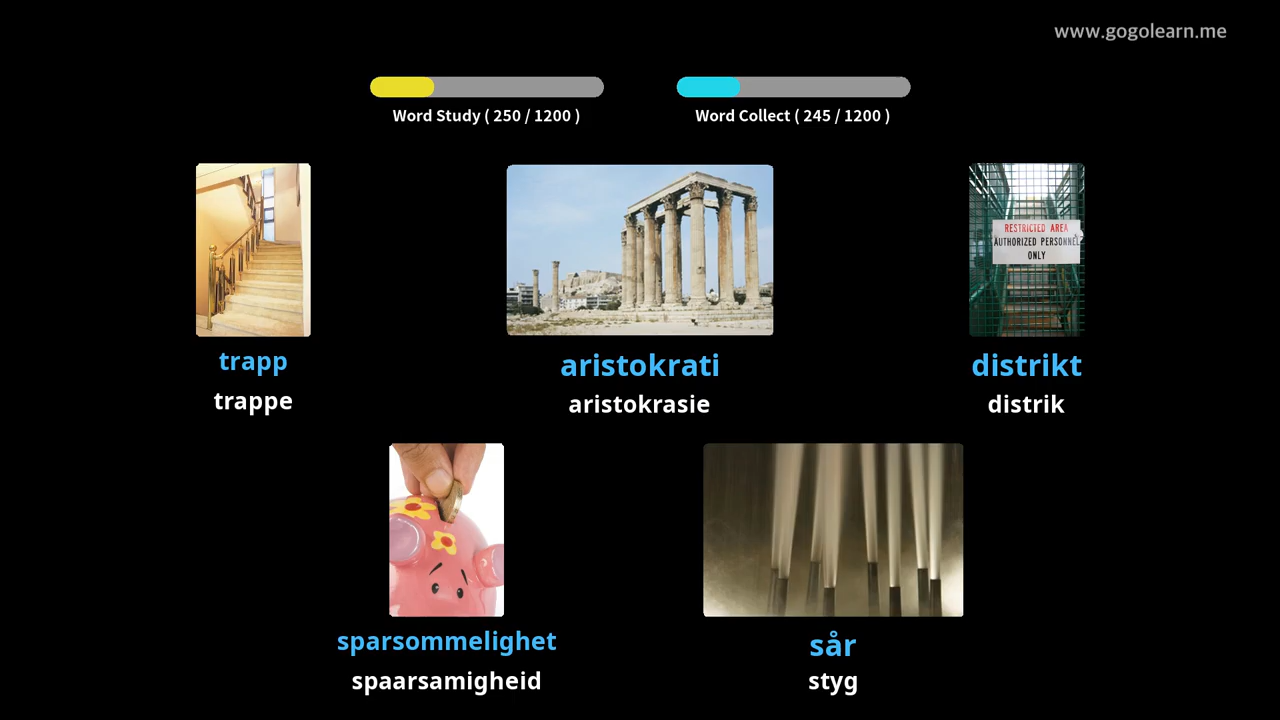 www.gogolearn.me
Word Study ( 250 / 1200 )
Word Collect ( 245 / 1200 )
RESTRICTED AREA
AUTHORIZED PERSONNEL
ONLY
trapp
trappe
aristokrati
aristokrasie
distrikt
distrik
sparsommelighet
spaarsamigheid
sår
styg